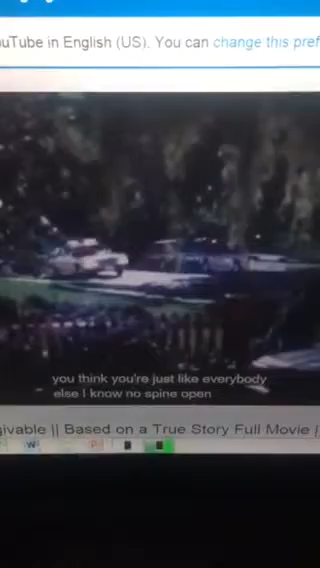 uTube in English (US). You can change this pref
you think you're just like everybody
else I know no spine open
givable || Based on a True Story Full Movie |